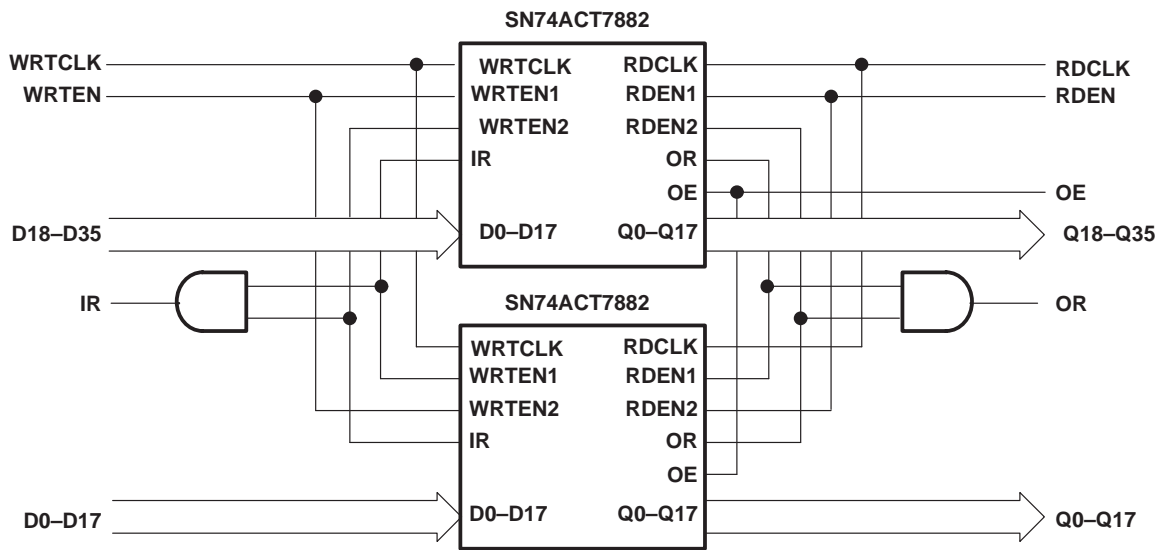 SN74ACT7882
WRTCLK
WRTEN
WRTCLK
WRTEN1
WRTEN2
IR
D0–D17
RDCLK
RDEN1
RDEN2
OR
OE
Q0–Q17
RDCLK
RDEN
OE
D18–D35
Q18–Q35
IR
OR
SN74ACT7882
WRTCLK
WRTEN1
WRTEN2
IR
D0–D17
RDCLK
RDEN1
RDEN2
OR
OE
Q0–Q17
D0–D17
Q0–Q17